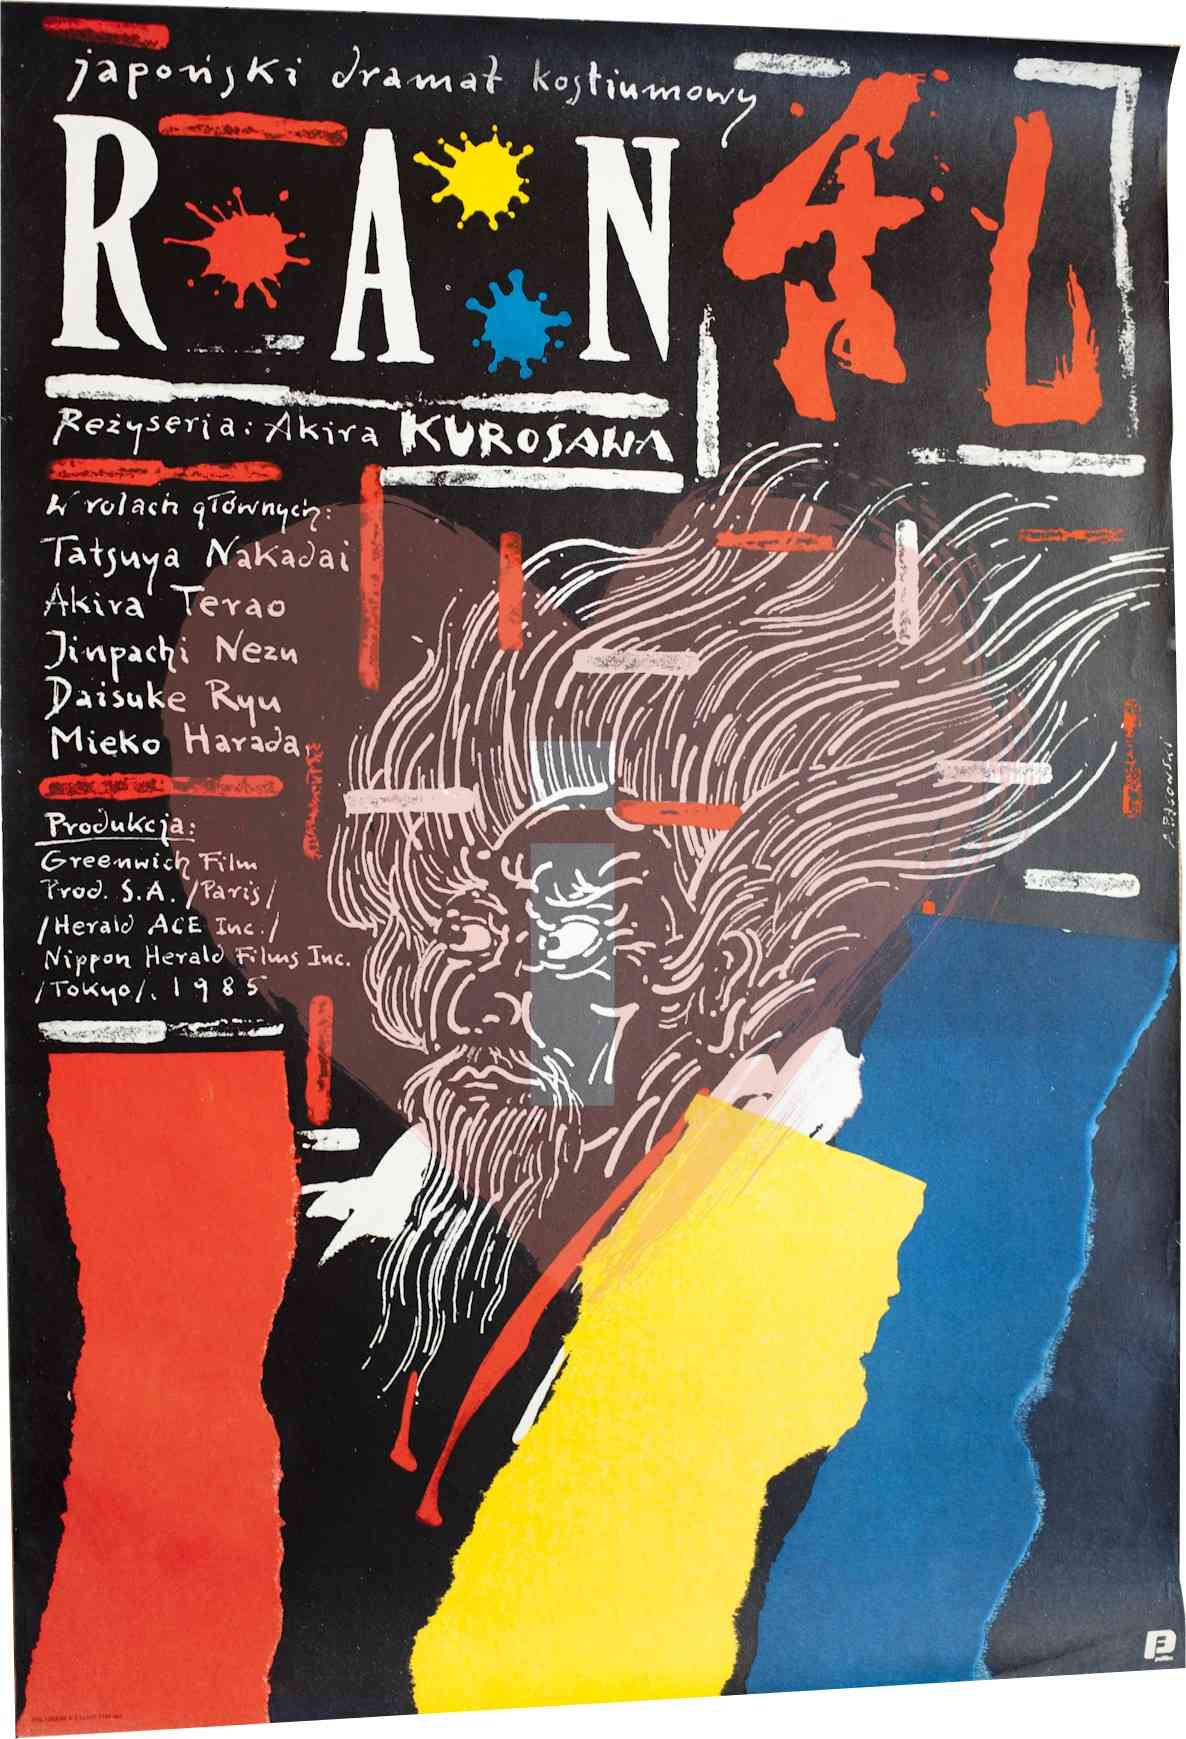 japoński dramat kostiumowy
RAN
乱
Reżyseria: Akira KUROSAWA
W rolach głównych:
Tatsuya Nakadai
Akira Terao
Jinpachi Nezu
Daisuke Ryu
Mieko Harada
Produkcja:
Greenwich Film
Prod. S.A. /Paris/
/Herald ACE Inc./
Nippon Herald Films Inc.
/Tokyo/. 1985
A. PĄGOWSKI